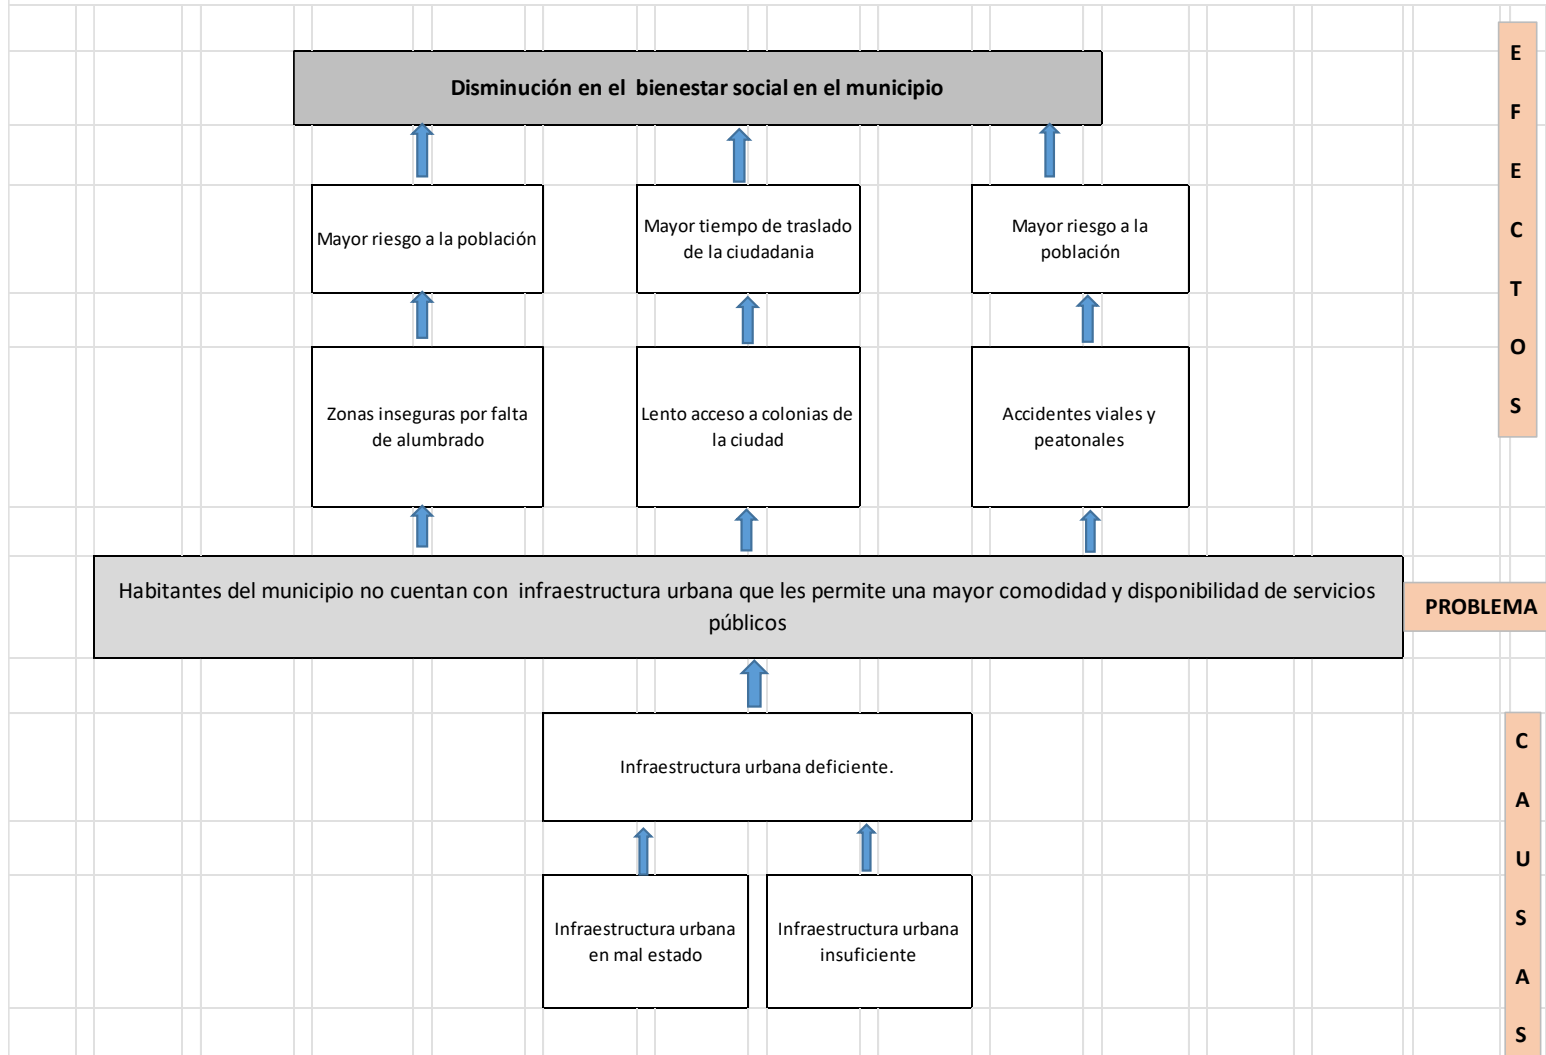 Disminución en el  bienestar social en el municipio
Mayor riesgo a la población
Mayor tiempo de traslado
de la ciudadania
Mayor riesgo a la
población
Zonas inseguras por falta
de alumbrado
Lento acceso a colonias de
la ciudad
Accidentes viales y
peatonales
E
F
E
C
T
O
S
Habitantes del municipio no cuentan con  infraestructura urbana que les permite una mayor comodidad y disponibilidad de servicios
públicos
PROBLEMA
Infraestructura urbana deficiente.
Infraestructura urbana
en mal estado
Infraestructura urbana
insuficiente
C
A
U
S
A
S